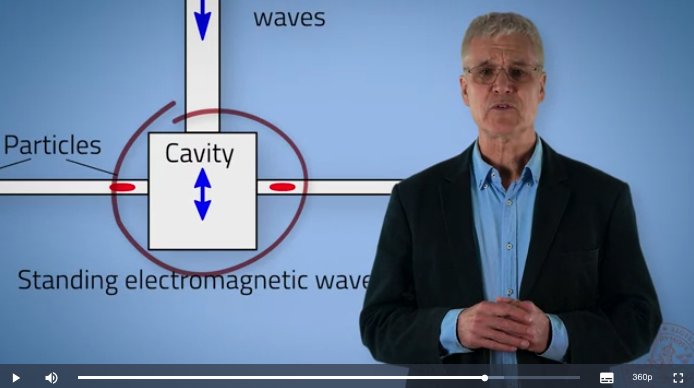 waves
Particles
Cavity
Standing electromagnetic wave
360p